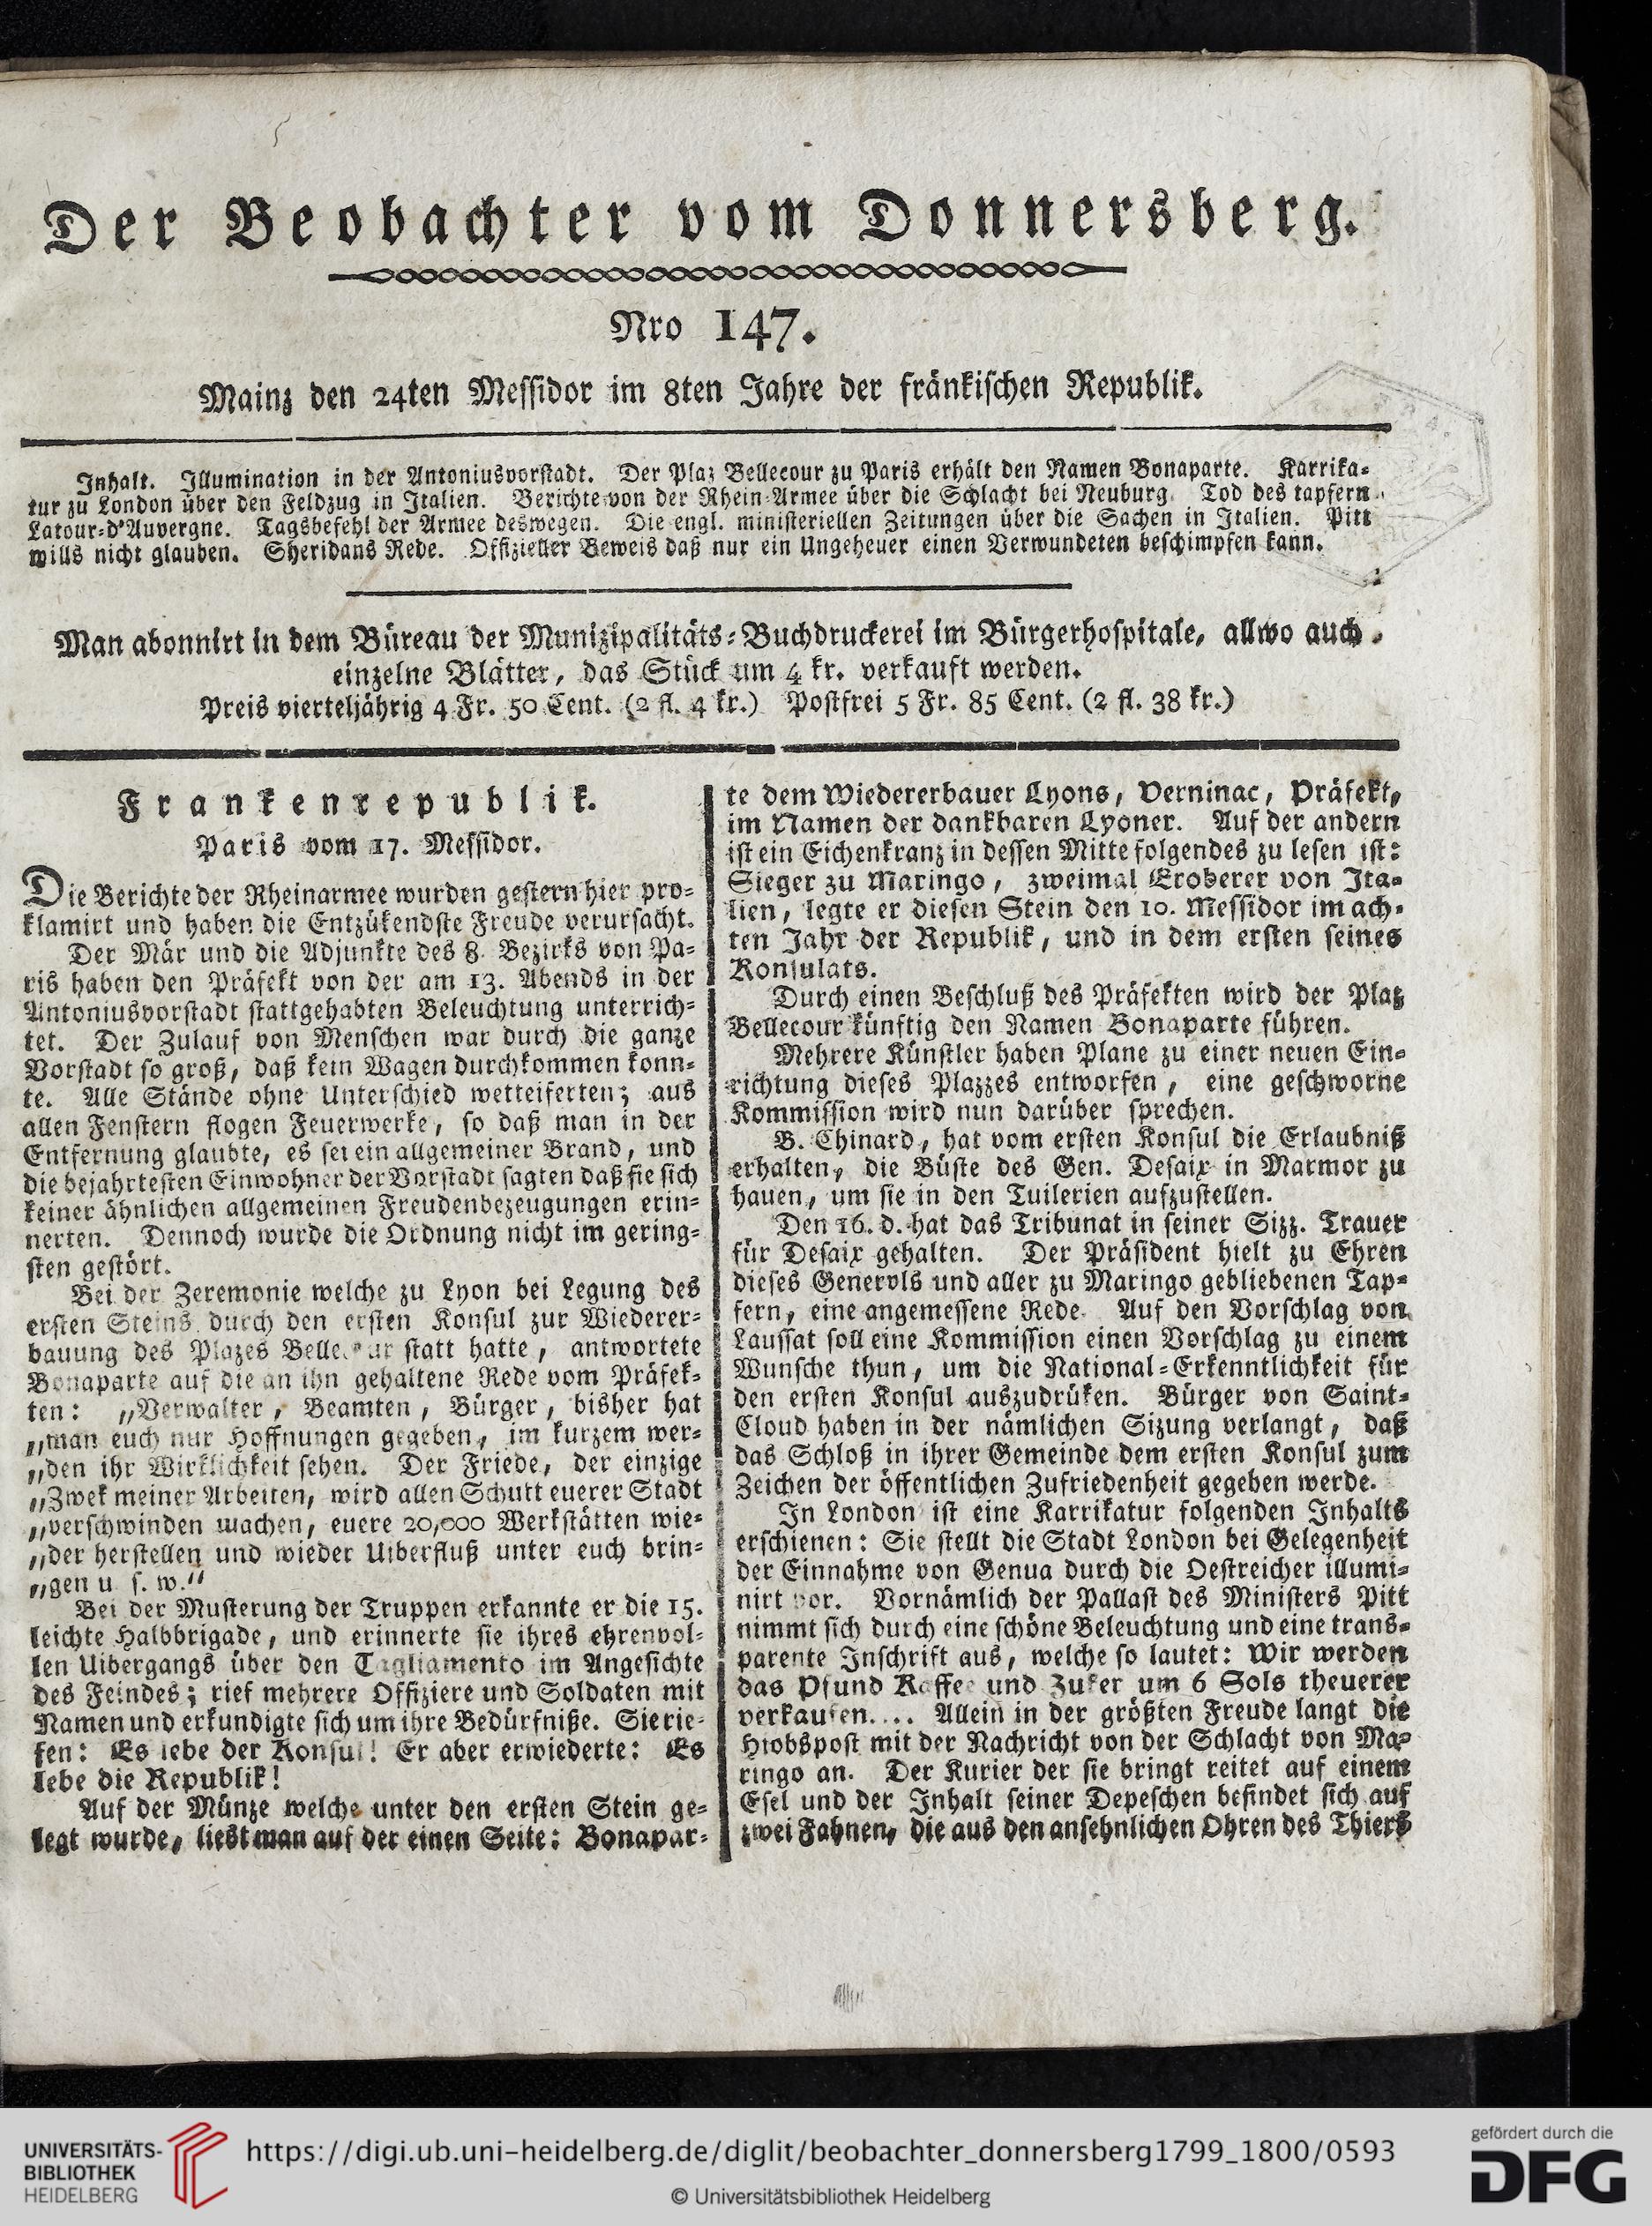 Der Beobachter vom Donnersberg.
Nro 147.
Mainz den 24ten Messidor im 8ten Jahre der fränkischen Republik.
Inhalt. Illumination in der Antoniusvorstadt. Der Plaz Bellecour zu Paris erhält den Namen Bonaparte. Karrika-
tur zu London über den Feldzug in Italien. Berichte von der Rhein-Armee über die Schlacht bei Neuburg. Tod des tapfern
Latour-d'Auvergne. Tagsbefehl der Armee deswegen. Die engl. ministeriellen Zeitungen über die Sachen in Italien. Pitt
wills nicht glauben. Sheridans Rede. Offizieller Beweis daß nur ein Ungeheuer einen Verwundeten beschimpfen kann.
Man abonnirt in dem Büreau der Munizipalitäts-Buchdruckerei im Bürgerhospitale, allwo auch
einzelne Blätter, das Stück um 4 kr. verkauft werden.
Preis vierteljährig 4 Fr. 50 Cent. (2 fl. 4 kr.) Postfrei 5 Fr. 85 Cent. (2 fl. 38 kr.)
Frankenrepublik.
Paris vom 17. Messidor.
Die Berichte der Rheinarmee wurden gestern hier pro-
klamirt und haben die Entzükendste Freude verursacht.
Der Mär und die Adjunkte des 8. Bezirks von Pa-
ris haben den Präfekt von der am 13. Abends in der
Antoniusvorstadt stattgehabten Beleuchtung unterrich-
tet. Der Zulauf von Menschen war durch die ganze
Vorstadt so groß, daß kein Wagen durchkommen konn-
te. Alle Stände ohne Unterschied wetteiferten; aus
allen Fenstern flogen Feuerwerke, so daß man in der
Entfernung glaubte, es sei ein allgemeiner Brand, und
die bejahrtesten Einwohner der Vorstadt sagten daß sie sich
keiner ähnlichen allgemeinen Freudenbezeugungen erin-
nerten. Dennoch wurde die Ordnung nicht im gering-
sten gestört.
Bei der Zeremonie welche zu Lyon bei Legung des
ersten Steins durch den ersten Konsul zur Wiederer-
bauung des Plazes Bellecour statt hatte, antwortete
Bonaparte auf die an ihn gehaltene Rede vom Präfek-
ten: „Verwalter, Beamten, Bürger, bisher hat
„man euch nur Hoffnungen gegeben, im kurzem wer-
„den ihr Wirklichkeit sehen. Der Friede, der einzige
„Zwek meiner Arbeiten, wird allen Schutt euerer Stadt
„verschwinden machen, euere 20,000 Werkstätten wie-
„der herstellen und wieder Uiberfluß unter euch brin-
„gen u. s. w.“
Bei der Musterung der Truppen erkannte er die 15.
leichte Halbbrigade, und erinnerte sie ihres ehrenvol-
len Uibergangs über den Tagliamento im Angesichte
des Feindes; rief mehrere Offiziere und Soldaten mit
Namen und erkundigte sich um ihre Bedürfniße. Sie rie-
fen: Es lebe der Konsul! Er aber erwiederte: Es
lebe die Republik!
Auf der Münze welche unter den ersten Stein ge-
legt wurde, liest man auf der einen Seite: Bonapar-
te dem Wiedererbauer Lyons, Verninac, Präfekt,
im Namen der dankbaren Lyoner. Auf der andern
ist ein Eichenkranz in dessen Mitte folgendes zu lesen ist:
Sieger zu Maringo, zweimal Eroberer von Ita-
lien, legte er diesen Stein den 10. Messidor im ach-
ten Jahr der Republik, und in dem ersten seines
Konsulats.
Durch einen Beschluß des Präfekten wird der Plaz
Bellecour künftig den Namen Bonaparte führen.
Mehrere Künstler haben Plane zu einer neuen Ein-
richtung dieses Plazzes entworfen, eine geschworne
Kommission wird nun darüber sprechen.
B. Chinard, hat vom ersten Konsul die Erlaubniß
erhalten, die Büste des Gen. Desaix in Marmor zu
hauen, um sie in den Tuilerien aufzustellen.
Den 16. d. hat das Tribunat in seiner Sizz. Trauer
für Desaix gehalten. Der Präsident hielt zu Ehren
dieses Genervls und aller zu Maringo gebliebenen Tap-
fern, eine angemessene Rede. Auf den Vorschlag von
Laussat soll eine Kommission einen Vorschlag zu einem
Wunsche thun, um die National-Erkenntlichkeit für
den ersten Konsul auszudrüken. Bürger von Saint-
Cloud haben in der nämlichen Sizung verlangt, daß
das Schloß in ihrer Gemeinde dem ersten Konsul zum
Zeichen der öffentlichen Zufriedenheit gegeben werde.
In London ist eine Karrikatur folgenden Inhalts
erschienen: Sie stellt die Stadt London bei Gelegenheit
der Einnahme von Genua durch die Oestreicher illumi-
nirt vor. Vornämlich der Pallast des Ministers Pitt
nimmt sich durch eine schöne Beleuchtung und eine trans-
parente Inschrift aus, welche so lautet: Wir werden
das Pfund Kaffee und Zuker um 6 Sols theuerer
verkaufen.... Allein in der größten Freude langt die
Hiobspost mit der Nachricht von der Schlacht von Ma-
ringo an. Der Kurier der sie bringt reitet auf einem
Esel und der Inhalt seiner Depeschen befindet sich auf
zwei Fahnen, die aus den ansehnlichen Ohren des Thiers
UNIVERSITÄTS-
BIBLIOTHEK
HEIDELBERG
https://digi.ub.uni-heidelberg.de/diglit/beobachter_donnersberg1799_1800/0593
© Universitätsbibliothek Heidelberg
gefördert durch die
DFG